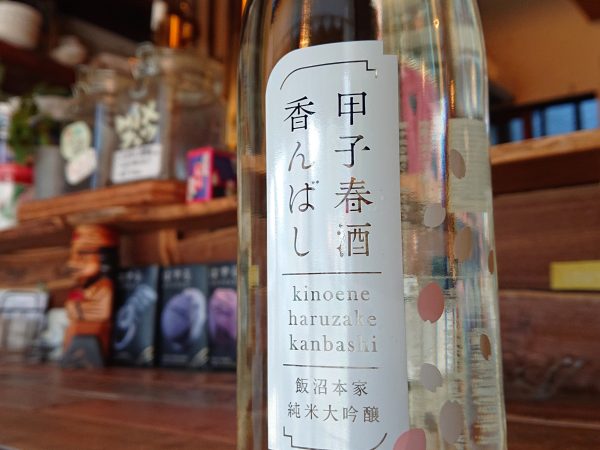 甲子春酒
香んばし
kinoene
haruzake
kanbashi
飯沼本家
純米大吟醸